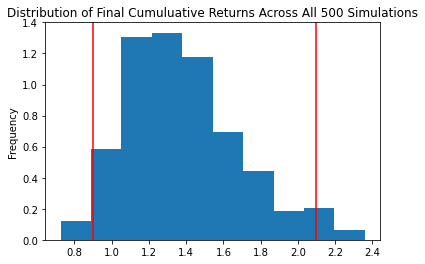 Distribution of Final Cumuluative Returns Across All 500 Simulations
Frequency
1.4
1.2
1.0
0.8
0.6
0.4
0.2
0.0
0.8 1.0 1.2 1.4 1.6 1.8 2.0 2.2 2.4